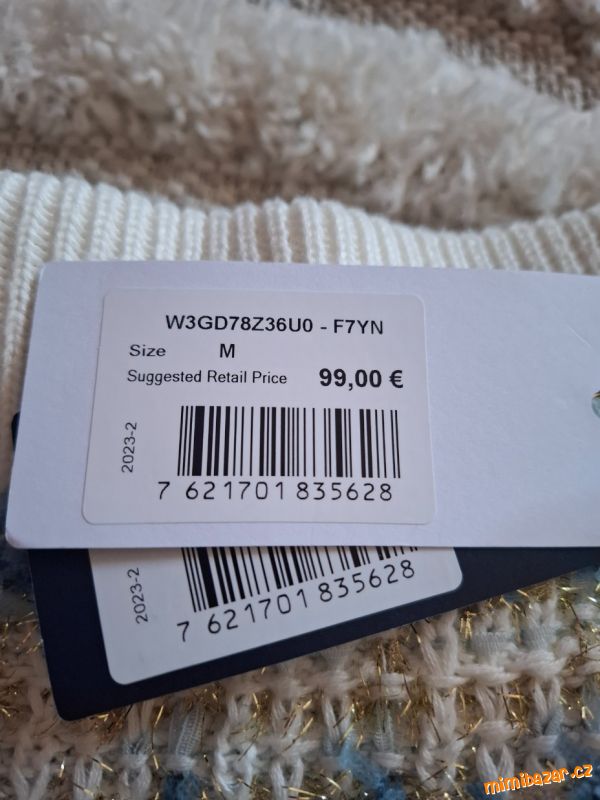 W3GD78Z36U0 - F7YN
Size M
Suggested Retail Price 99,00 €
2023-2
7 621701 835628
2023-2
7 621701 835628
mimibazar.cz